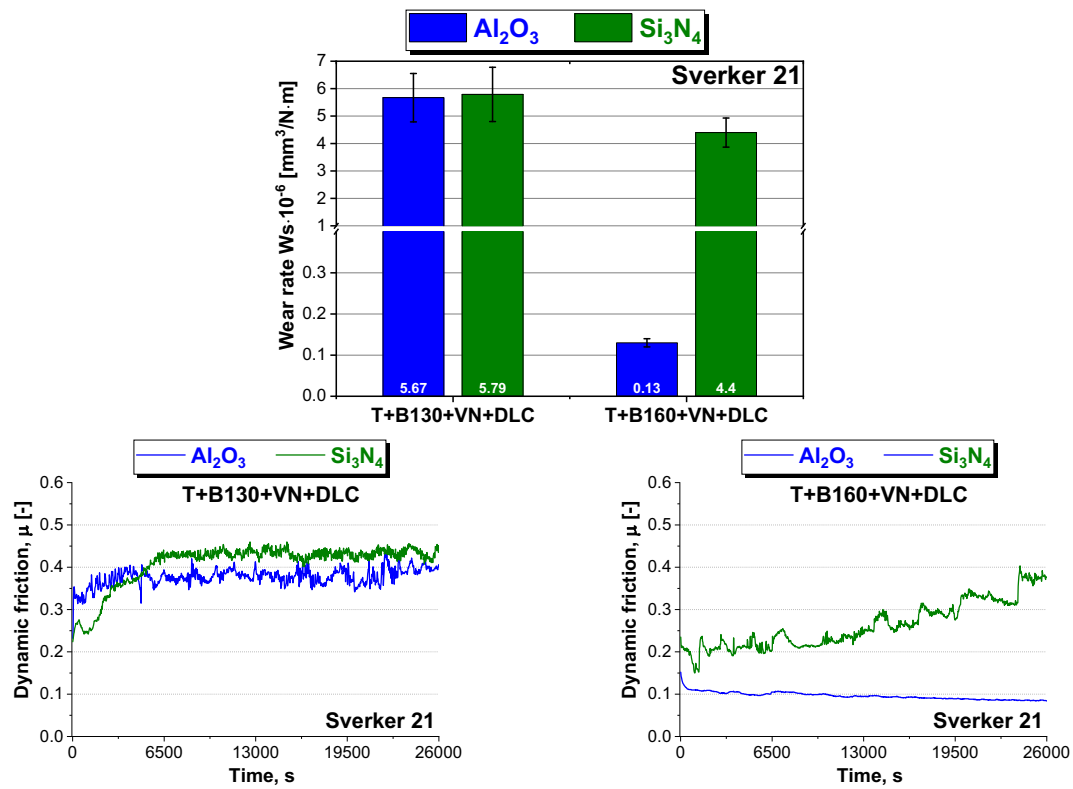 Al₂O₃ Si₃N₄
Sverker 21
Wear rate Ws·10⁻⁶ [mm³/N·m]
7
6
5
4
3
2
1
0.3
0.2
0.1
0.0
5.67 5.79 0.13 4.4
T+B130+VN+DLC T+B160+VN+DLC
Al₂O₃ Si₃N₄
T+B130+VN+DLC
Dynamic friction, μ [-]
0.6
0.5
0.4
0.3
0.2
0.1
0.0
Sverker 21
0 6500 13000 19500 26000
Time, s
Al₂O₃ Si₃N₄
T+B160+VN+DLC
Dynamic friction, μ [-]
0.6
0.5
0.4
0.3
0.2
0.1
0.0
Sverker 21
0 6500 13000 19500 26000
Time, s